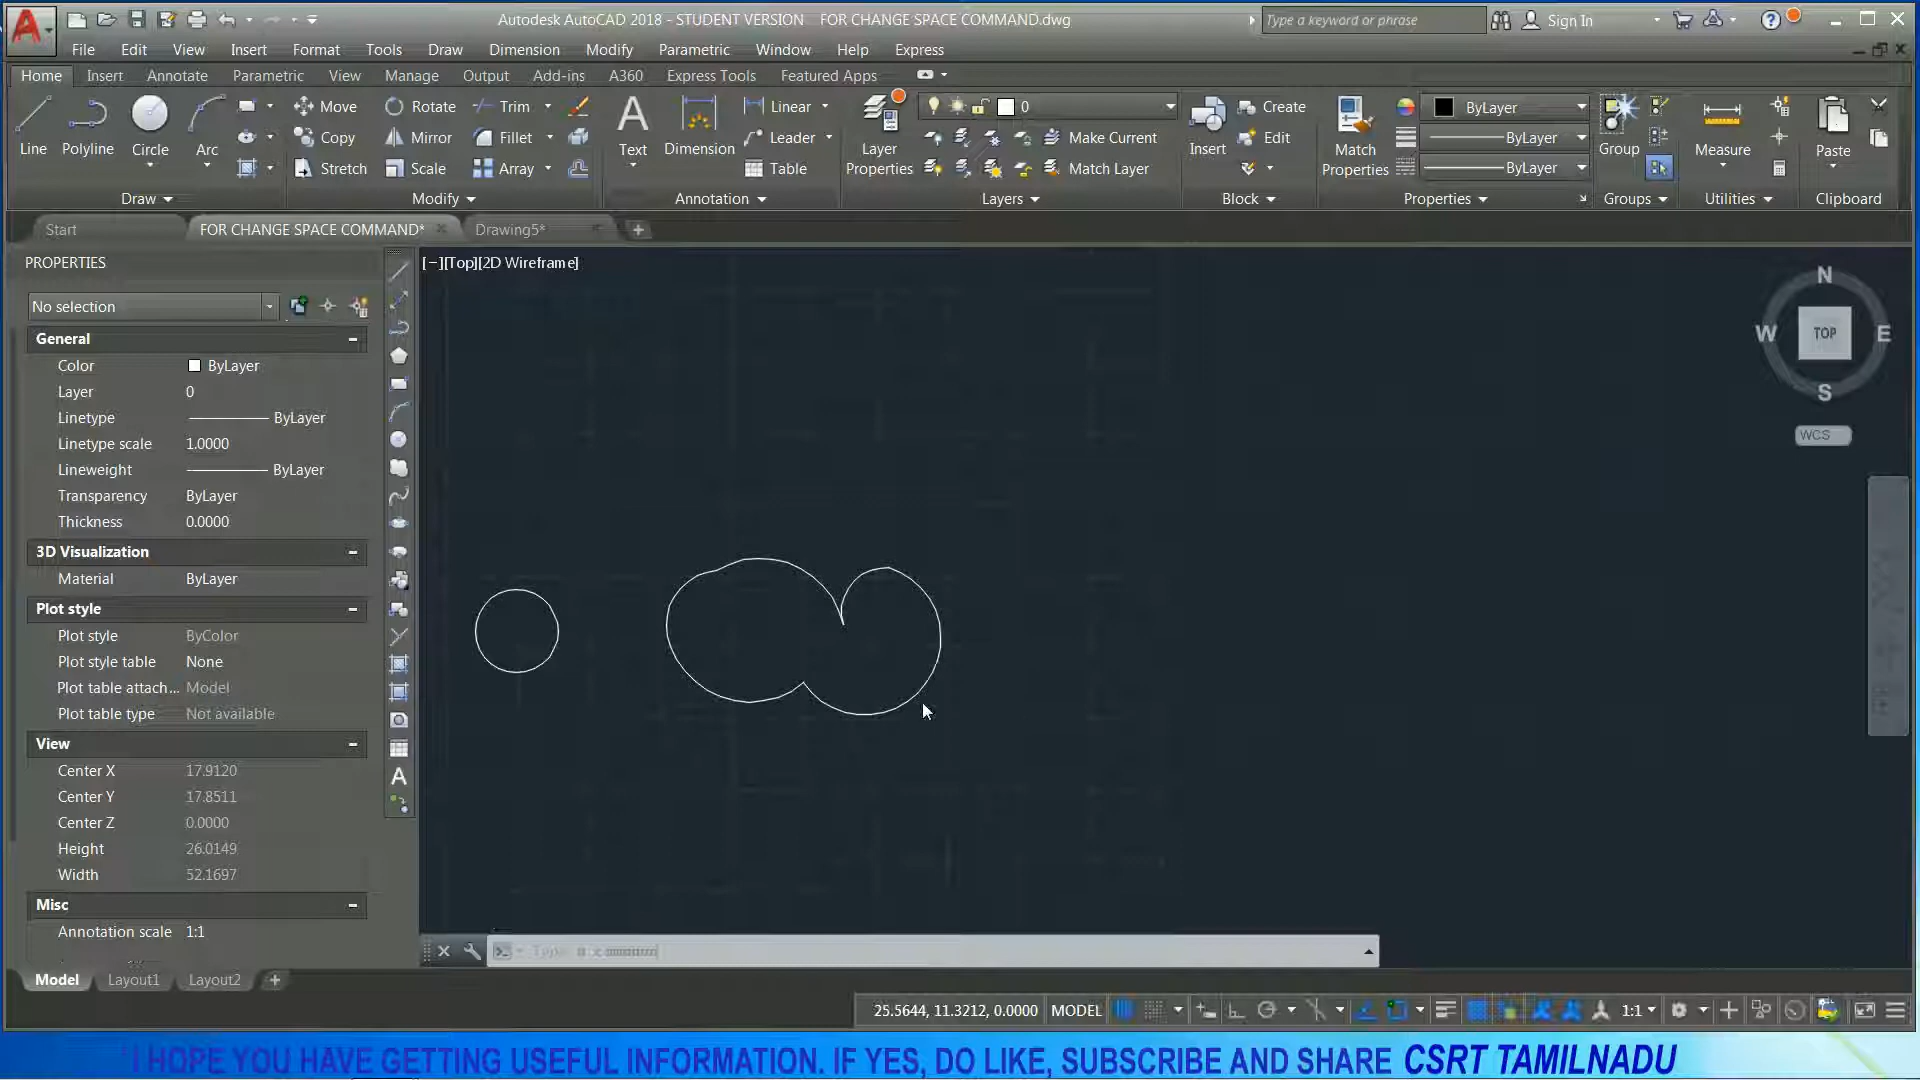 Autodesk AutoCAD 2018 - STUDENT VERSION FOR CHANGE SPACE COMMAND.dwg
Type a keyword or phrase
Sign In
File Edit View Insert Format Tools Draw Dimension Modify Parametric Window Help Express
Home Insert Annotate Parametric View Manage Output Add-ins A360 Express Tools Featured Apps
Line Polyline Circle Arc
Move Rotate Trim
Copy Mirror Fillet
Stretch Scale Array
Text Dimension
Linear
Leader
Table
Layer Properties
0
Make Current
Match Layer
Insert
Create
Edit
Match Properties
ByLayer
ByLayer
ByLayer
Group
Measure
Paste
Draw Modify Annotation Layers Block Properties Groups Utilities Clipboard
Start FOR CHANGE SPACE COMMAND* Drawing5*
PROPERTIES
[−][Top][2D Wireframe]
No selection
General
Color ByLayer
Layer 0
Linetype ByLayer
Linetype scale 1.0000
Lineweight ByLayer
Transparency ByLayer
Thickness 0.0000
3D Visualization
Material ByLayer
Plot style
Plot style ByColor
Plot style table None
Plot table attach... Model
Plot table type Not available
View
Center X 17.9120
Center Y 17.8511
Center Z 0.0000
Height 26.0149
Width 52.1697
Misc
Annotation scale 1:1
N
W TOP E
S
WCS
A
Type a command
Model Layout1 Layout2
25.5644, 11.3212, 0.0000 MODEL 1:1
I HOPE YOU HAVE GETTING USEFUL INFORMATION. IF YES, DO LIKE, SUBSCRIBE AND SHARE CSRT TAMILNADU